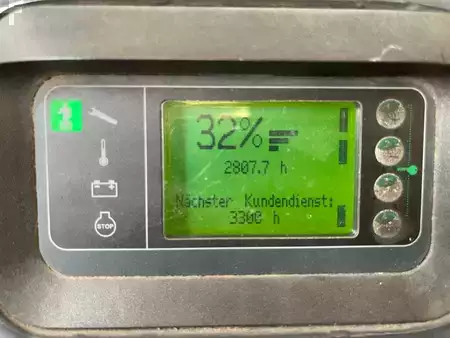 32%
2807.7 h
Nächster Kundendienst:
3300 h
STOP